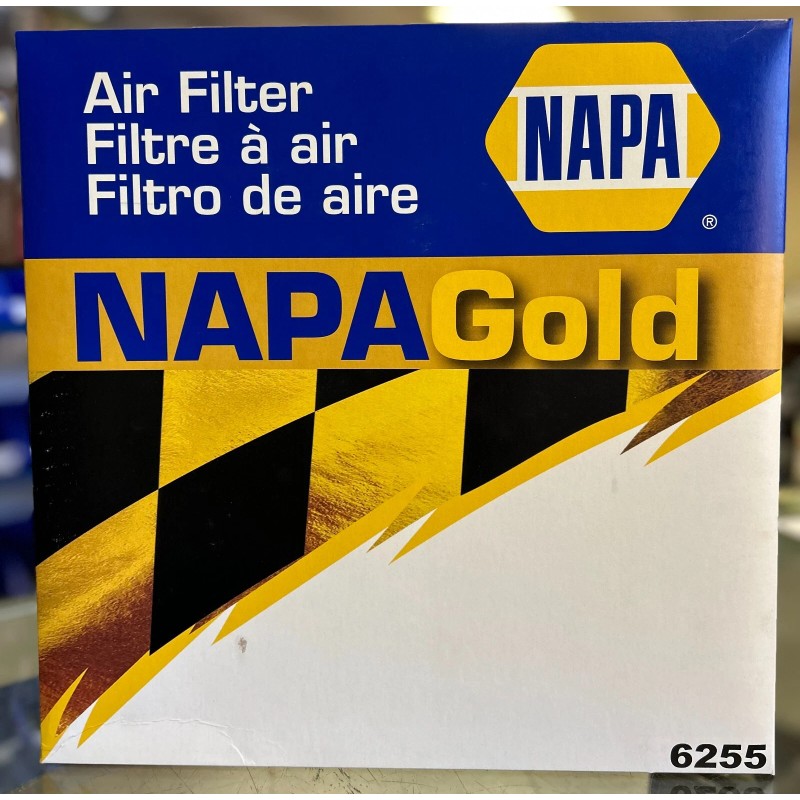 Air Filter
Filtre à air
Filtro de aire
NAPA
®
NAPAGold
6255